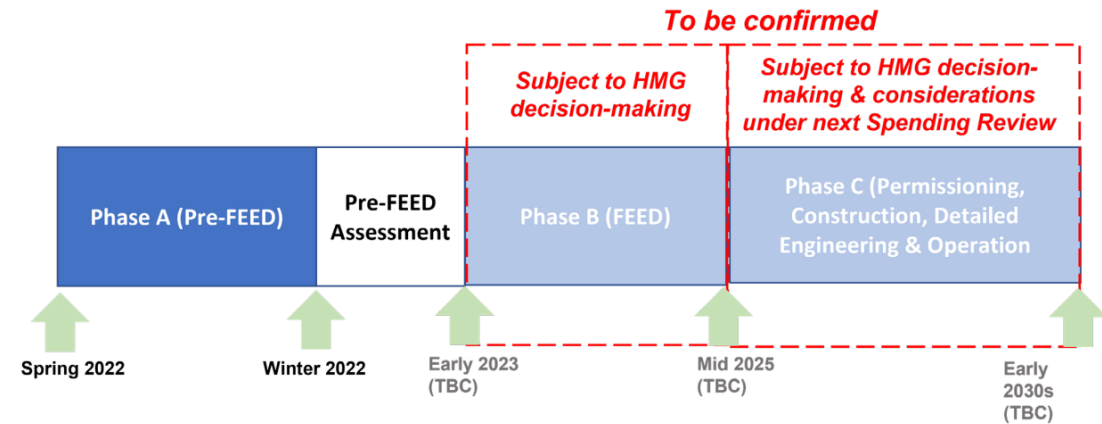 To be confirmed
Subject to HMG
decision-making
Subject to HMG decision-
making & considerations
under next Spending Review
Phase A (Pre-FEED)
Pre-FEED
Assessment
Phase B (FEED)
Phase C (Permissioning,
Construction, Detailed
Engineering & Operation
Spring 2022
Winter 2022
Early 2023
(TBC)
Mid 2025
(TBC)
Early
2030s
(TBC)